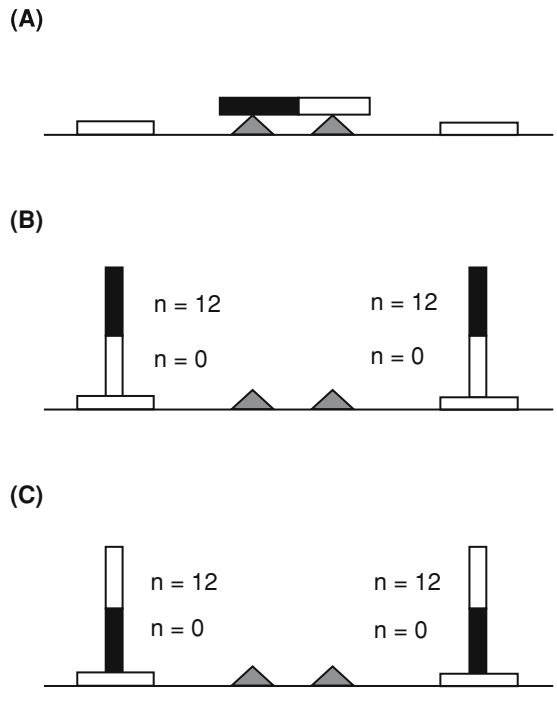 (A)
(B)
n = 12 n = 12
n = 0 n = 0
(C)
n = 12 n = 12
n = 0 n = 0